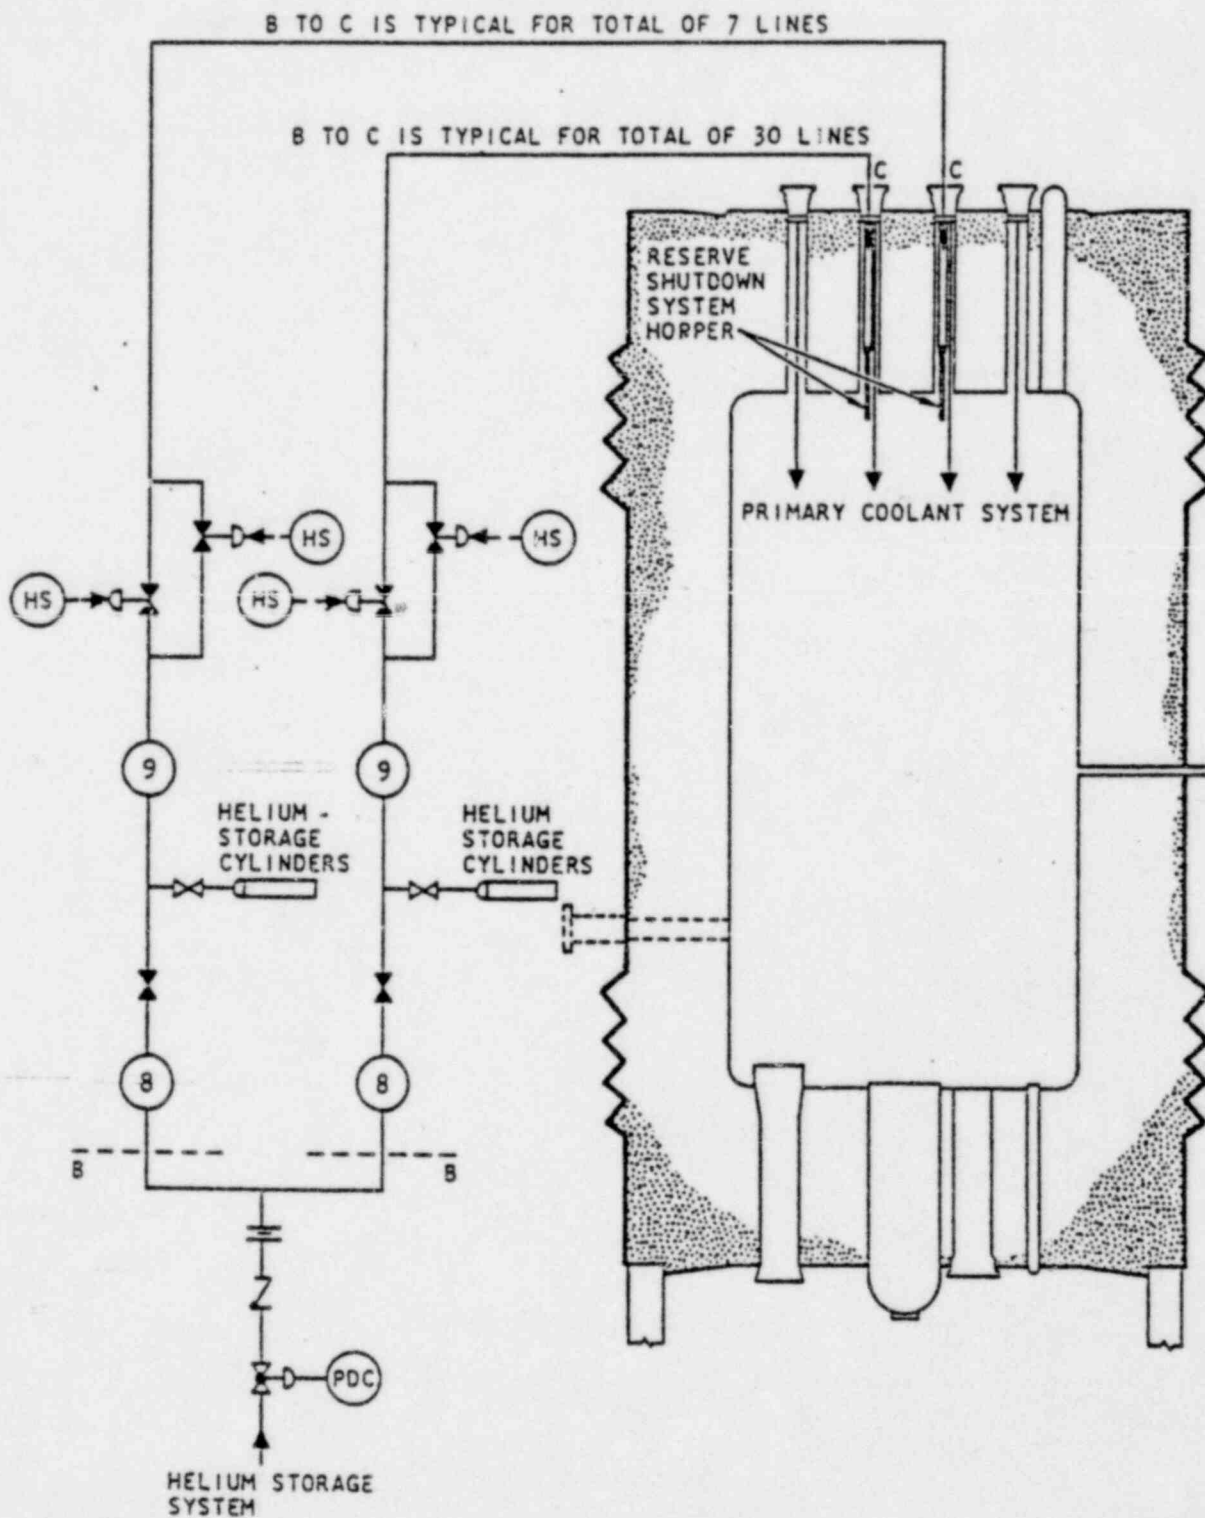 B TO C IS TYPICAL FOR TOTAL OF 7 LINES
B TO C IS TYPICAL FOR TOTAL OF 30 LINES
C
C
RESERVE
SHUTDOWN
SYSTEM
HORPER
PRIMARY COOLANT SYSTEM
HS
HS
HS
HS
9
9
HELIUM -
STORAGE
CYLINDERS
HELIUM
STORAGE
CYLINDERS
8
8
B
B
PDC
HELIUM STORAGE
SYSTEM